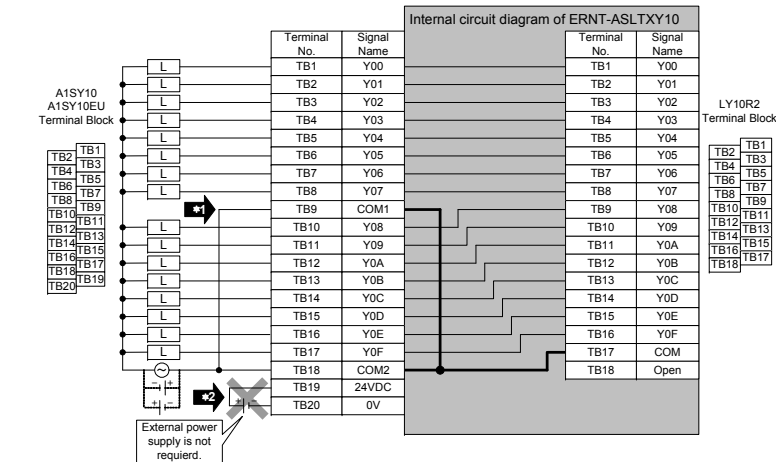 Internal circuit diagram of ERNT-ASLTXY10
Terminal No. Signal Name Terminal No. Signal Name
L TB1 Y00 TB1 Y00
L TB2 Y01 TB2 Y01
L TB3 Y02 TB3 Y02
L TB4 Y03 TB4 Y03
L TB5 Y04 TB5 Y04
L TB6 Y05 TB6 Y05
L TB7 Y06 TB7 Y06
L TB8 Y07 TB8 Y07
*1 TB9 COM1 TB9 Y08
L TB10 Y08 TB10 Y09
L TB11 Y09 TB11 Y0A
L TB12 Y0A TB12 Y0B
L TB13 Y0B TB13 Y0C
L TB14 Y0C TB14 Y0D
L TB15 Y0D TB15 Y0E
L TB16 Y0E TB16 Y0F
L TB17 Y0F TB17 COM
TB18 COM2 TB18 Open
*2 TB19 24VDC
TB20 0V
− +
+ −
+ −
External power
supply is not
requierd.
A1SY10
A1SY10EU
Terminal Block
TB1
TB2
TB3
TB4
TB5
TB6
TB7
TB8
TB9
TB10
TB11
TB12
TB13
TB14
TB15
TB16
TB17
TB18
TB19
TB20
LY10R2
Terminal Block
TB1
TB2
TB3
TB4
TB5
TB6
TB7
TB8
TB9
TB10
TB11
TB12
TB13
TB14
TB15
TB16
TB17
TB18